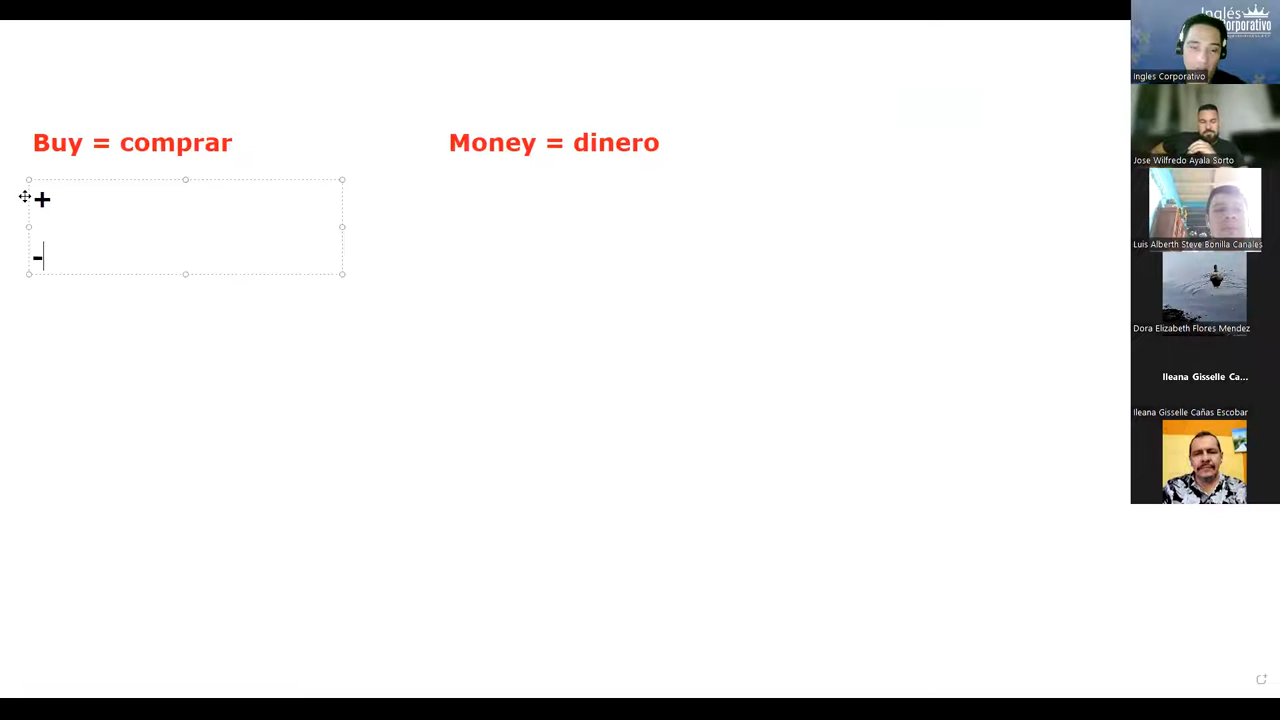 Buy = comprar
Money = dinero
+
-
Inglés
Corporativo
Ingles Corporativo
Jose Wilfredo Ayala Sorto
Luis Alberth Steve Bonilla Canales
Dora Elizabeth Flores Mendez
Ileana Gisselle Ca...
Ileana Gisselle Cañas Escobar